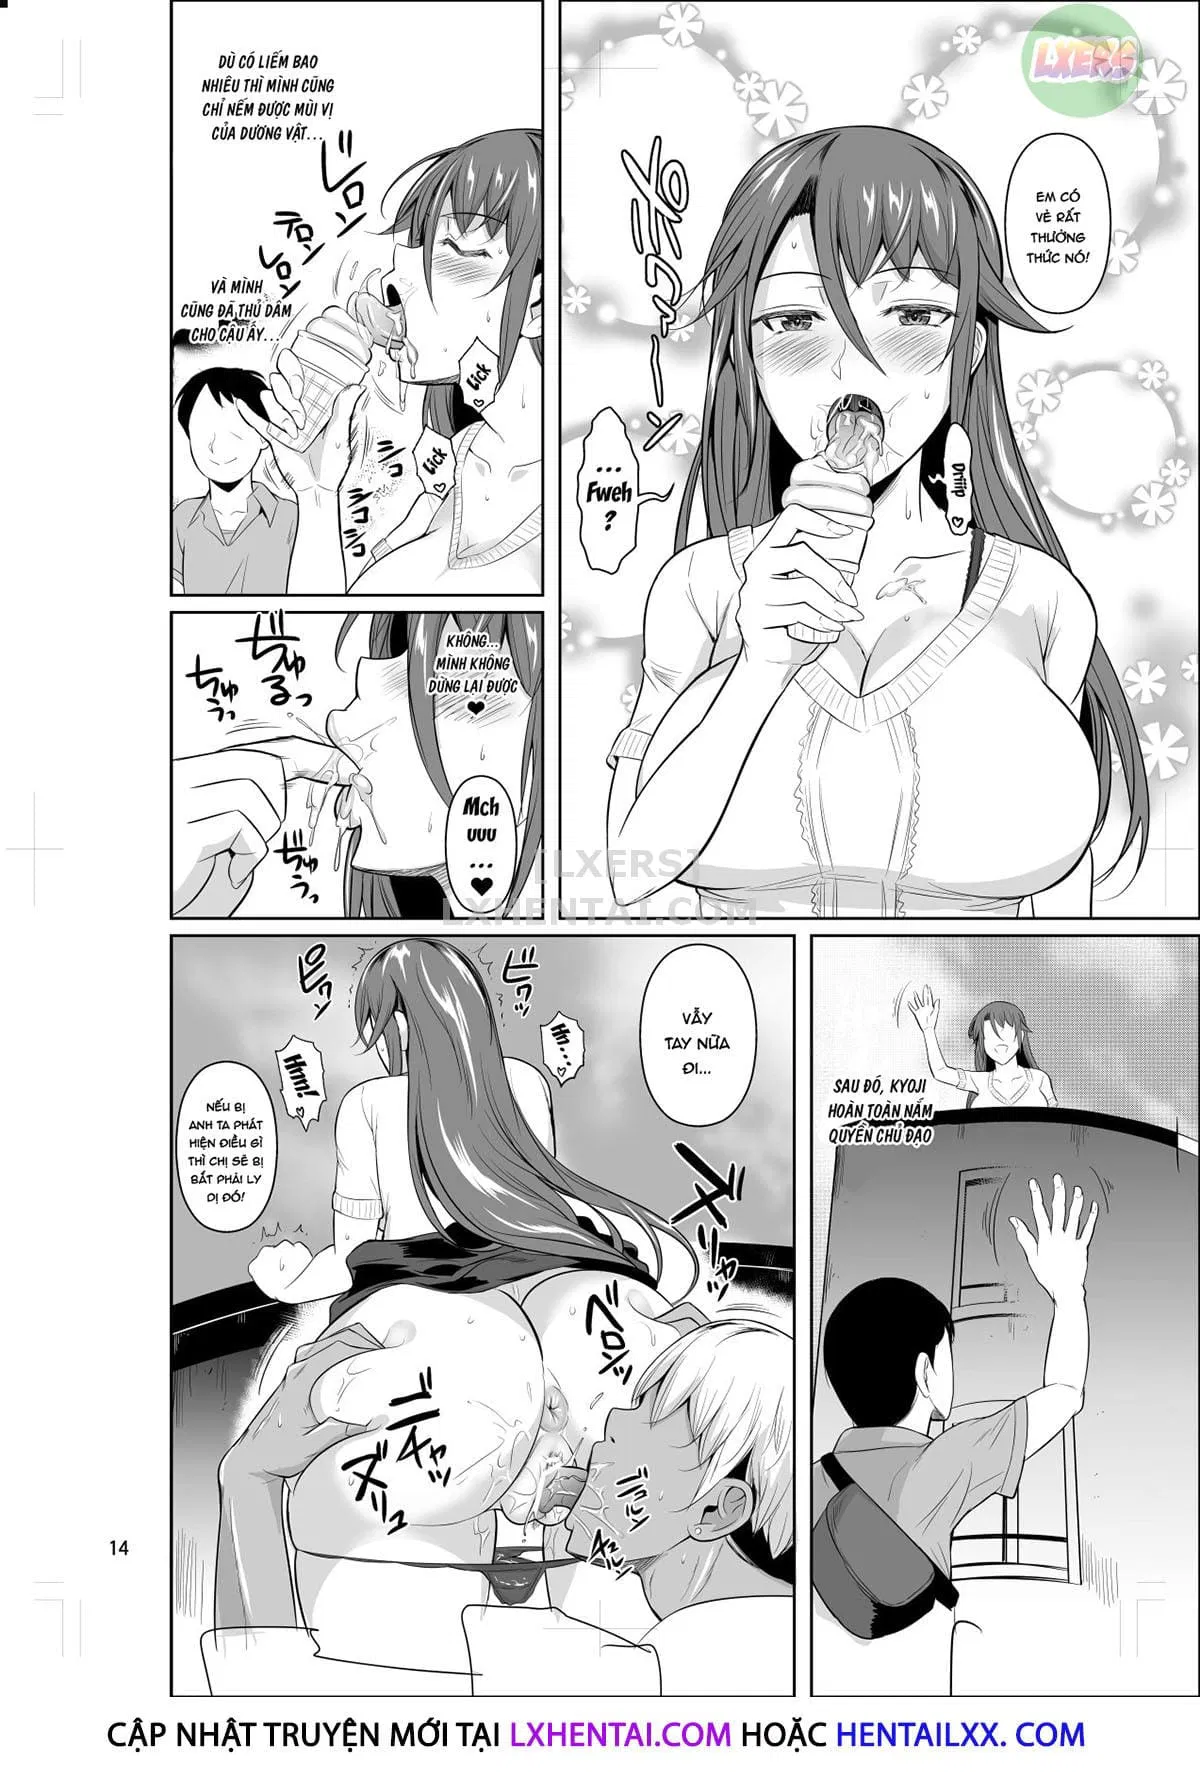 LXERS
EM CÓ
VẺ RẤT
THƯỞNG
THỨC NÓ!
...
Fweh
?
Driiip
DÙ CÓ LIẾM BAO
NHIÊU THÌ MÌNH CŨNG
CHỈ NẾM ĐƯỢC MÙI VỊ
CỦA DƯƠNG VẬT...
VÀ MÌNH
CŨNG ĐÃ THỦ DÂM
CHO CẬU ẤY...
Lick
Lick
KHÔNG...
MÌNH KHÔNG
DỪNG LẠI ĐƯỢC
Mch
uuu
...
[LXERS]
LXHENTAI.COM
SAU ĐÓ, KYOJI
HOÀN TOÀN NẮM
QUYỀN CHỦ ĐẠO
VẪY
TAY NỮA
ĐI...
Hn...
Hnn!
NẾU BỊ
ANH TA PHÁT
HIỆN ĐIỀU GÌ
THÌ CHỊ SẼ BỊ
BẮT PHẢI LY
DỊ ĐÓ!
14
CẬP NHẬT TRUYỆN MỚI TẠI LXHENTAI.COM HOẶC HENTAILXX. COM